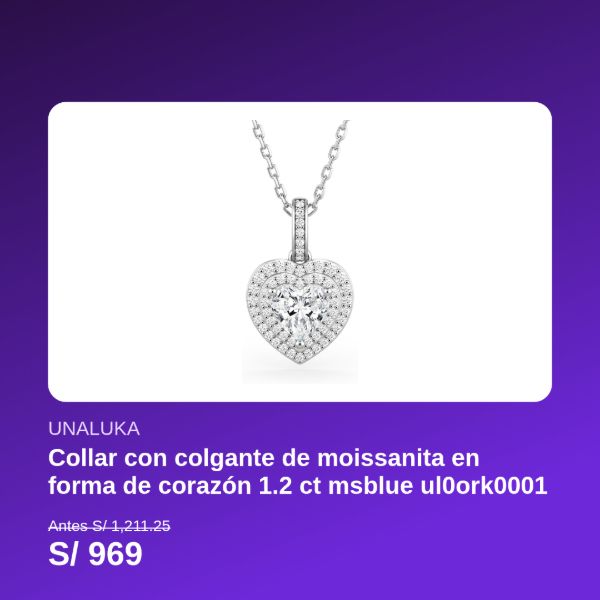 UNALUKA
Collar con colgante de moissanita en
forma de corazón 1.2 ct msblue ul0ork0001
Antes S/ 1,211.25
S/ 969